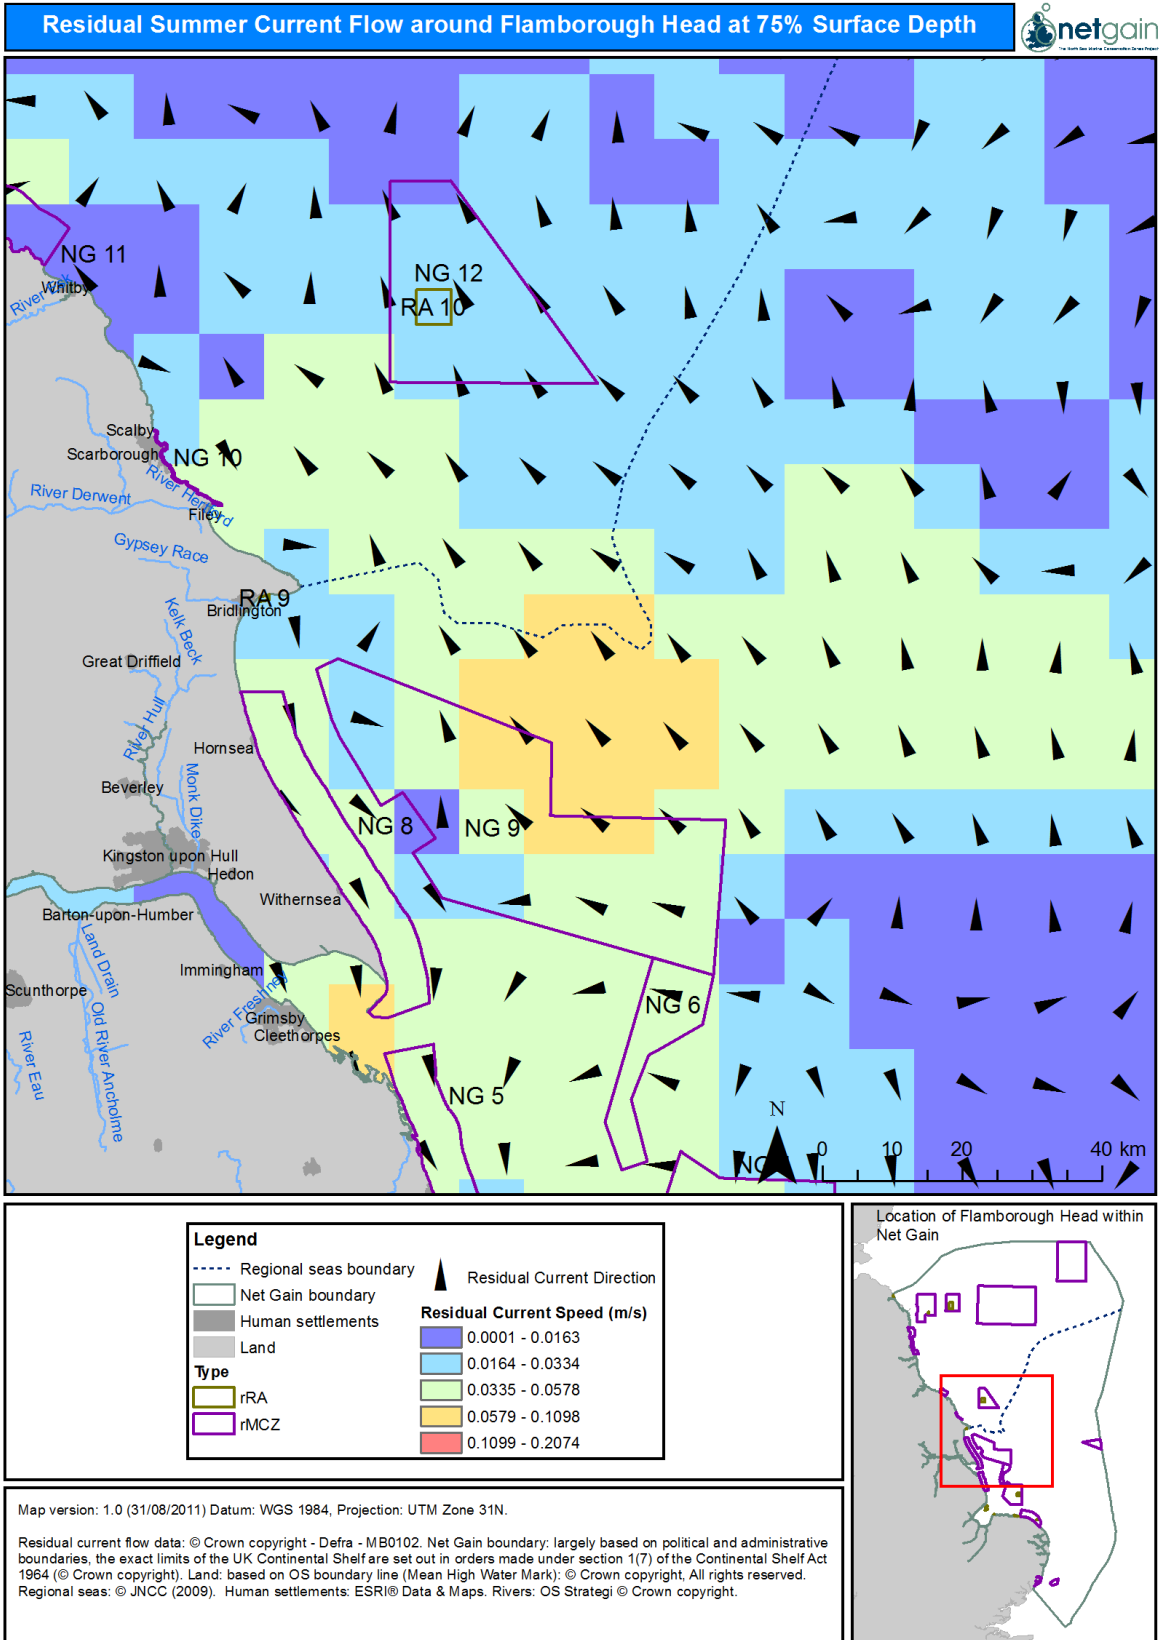 Residual Summer Current Flow around Flamborough Head at 75% Surface Depth
netgain
The North Sea Marine Conservation Zones Project
NG 11
Whitby
NG 12
RA 10
Scalby
Scarborough
NG 10
River Hertford
River Derwent
Filey
Gypsey Race
RA 9
Bridlington
Kelk Beck
Great Driffield
River Hull
Hornsea
Monk Dike
Beverley
NG 8
NG 9
Kingston upon Hull
Hedon
Withernsea
Barton-upon-Humber
Land Drain
Immingham
Scunthorpe
River Freshney
Grimsby
Cleethorpes
Old River Ancholme
River Eau
NG 6
NG 5
N
0 10 20 40 km
Legend
Regional seas boundary
Net Gain boundary
Human settlements
Land
Type
rRA
rMCZ
Residual Current Direction
Residual Current Speed (m/s)
0.0001 - 0.0163
0.0164 - 0.0334
0.0335 - 0.0578
0.0579 - 0.1098
0.1099 - 0.2074
Location of Flamborough Head within
Net Gain
Map version: 1.0 (31/08/2011) Datum: WGS 1984, Projection: UTM Zone 31N.
Residual current flow data: © Crown copyright - Defra - MB0102. Net Gain boundary: largely based on political and administrative
boundaries, the exact limits of the UK Continental Shelf are set out in orders made under section 1(7) of the Continental Shelf Act
1964 (© Crown copyright). Land: based on OS boundary line (Mean High Water Mark): © Crown copyright, All rights reserved.
Regional seas: © JNCC (2009). Human settlements: ESRI® Data & Maps. Rivers: OS Strategi © Crown copyright.